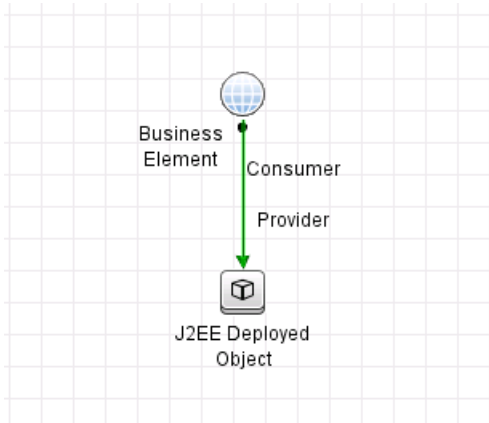 Business
Element
Consumer
Provider
J2EE Deployed
Object